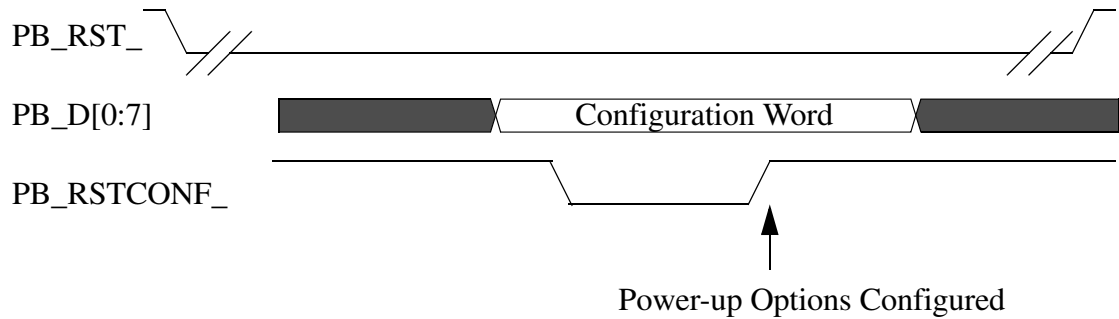 PB_RST_
PB_D[0:7]
Configuration Word
PB_RSTCONF_
Power-up Options Configured